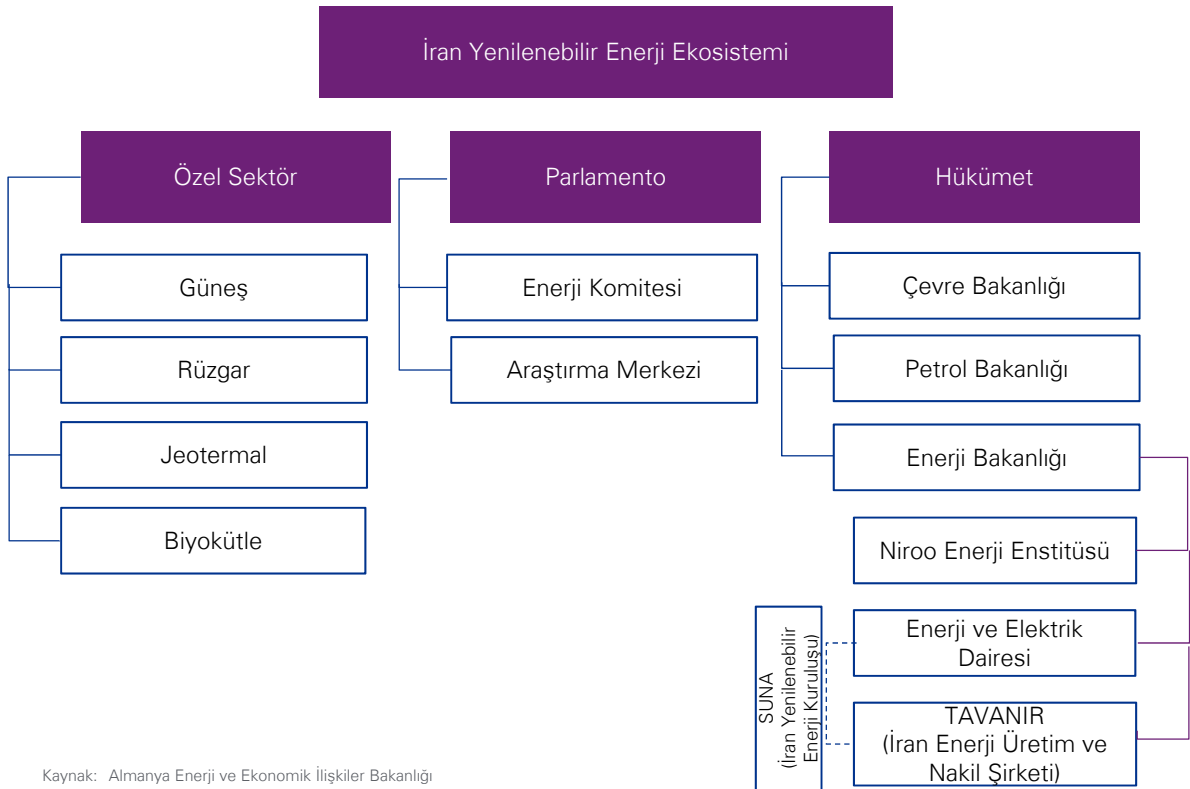 İran Yenilenebilir Enerji Ekosistemi
Özel Sektör
Güneş
Rüzgar
Jeotermal
Biyokütle
Parlamento
Enerji Komitesi
Araştırma Merkezi
Hükümet
Çevre Bakanlığı
Petrol Bakanlığı
Enerji Bakanlığı
Niroo Enerji Enstitüsü
Enerji ve Elektrik
Dairesi
TAVANIR
(İran Enerji Üretim ve
Nakil Şirketi)
SUNA
(İran Yenilenebilir
Enerji Kuruluşu)
Kaynak: Almanya Enerji ve Ekonomik İlişkiler Bakanlığı